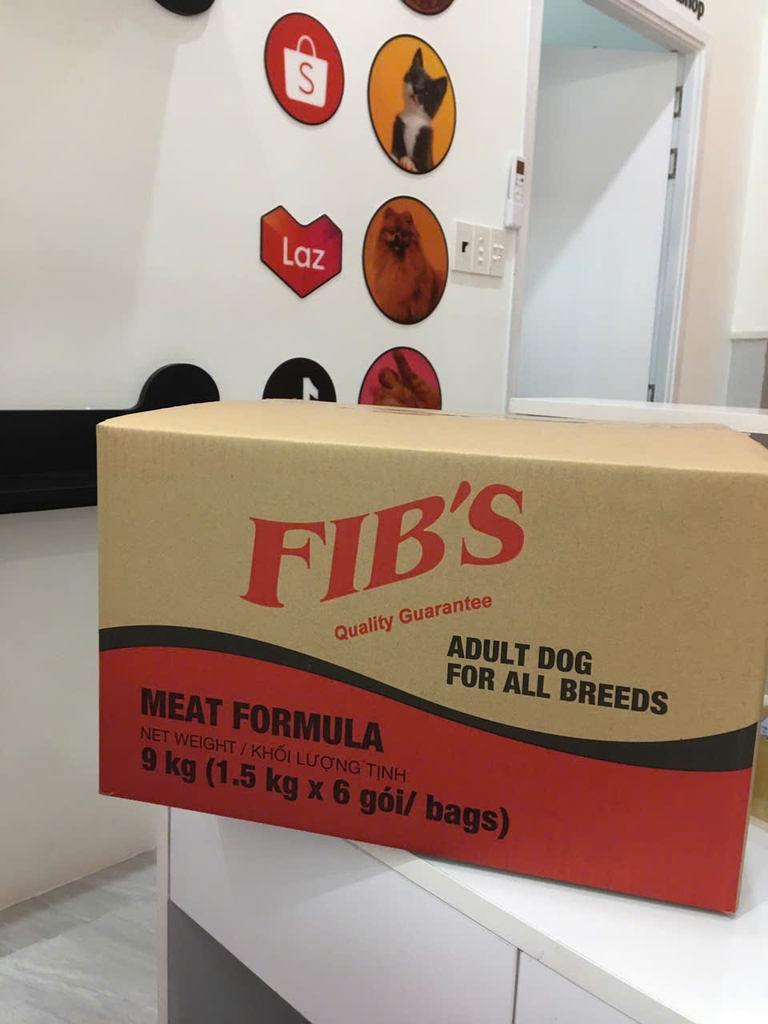 S
Laz
FIB'S
Quality Guarantee
ADULT DOG
FOR ALL BREEDS
MEAT FORMULA
NET WEIGHT / KHỐI LƯỢNG TỊNH
9 kg (1.5 kg x 6 gói/ bags)